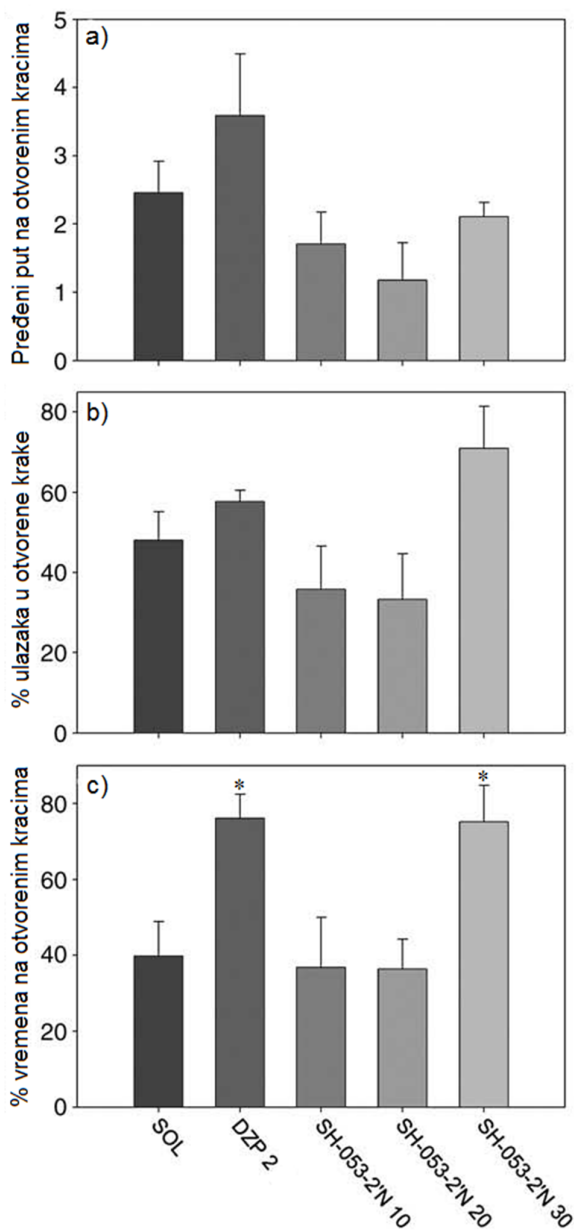 a)
Pređeni put na otvorenim kracima
5
4
3
2
1
0
b)
% ulazaka u otvorene krake
80
60
40
20
0
c)
% vremena na otvorenim kracima
80
60
40
20
0
*
*
SOL
DZP 2
SH-053-2'N 10
SH-053-2'N 20
SH-053-2'N 30